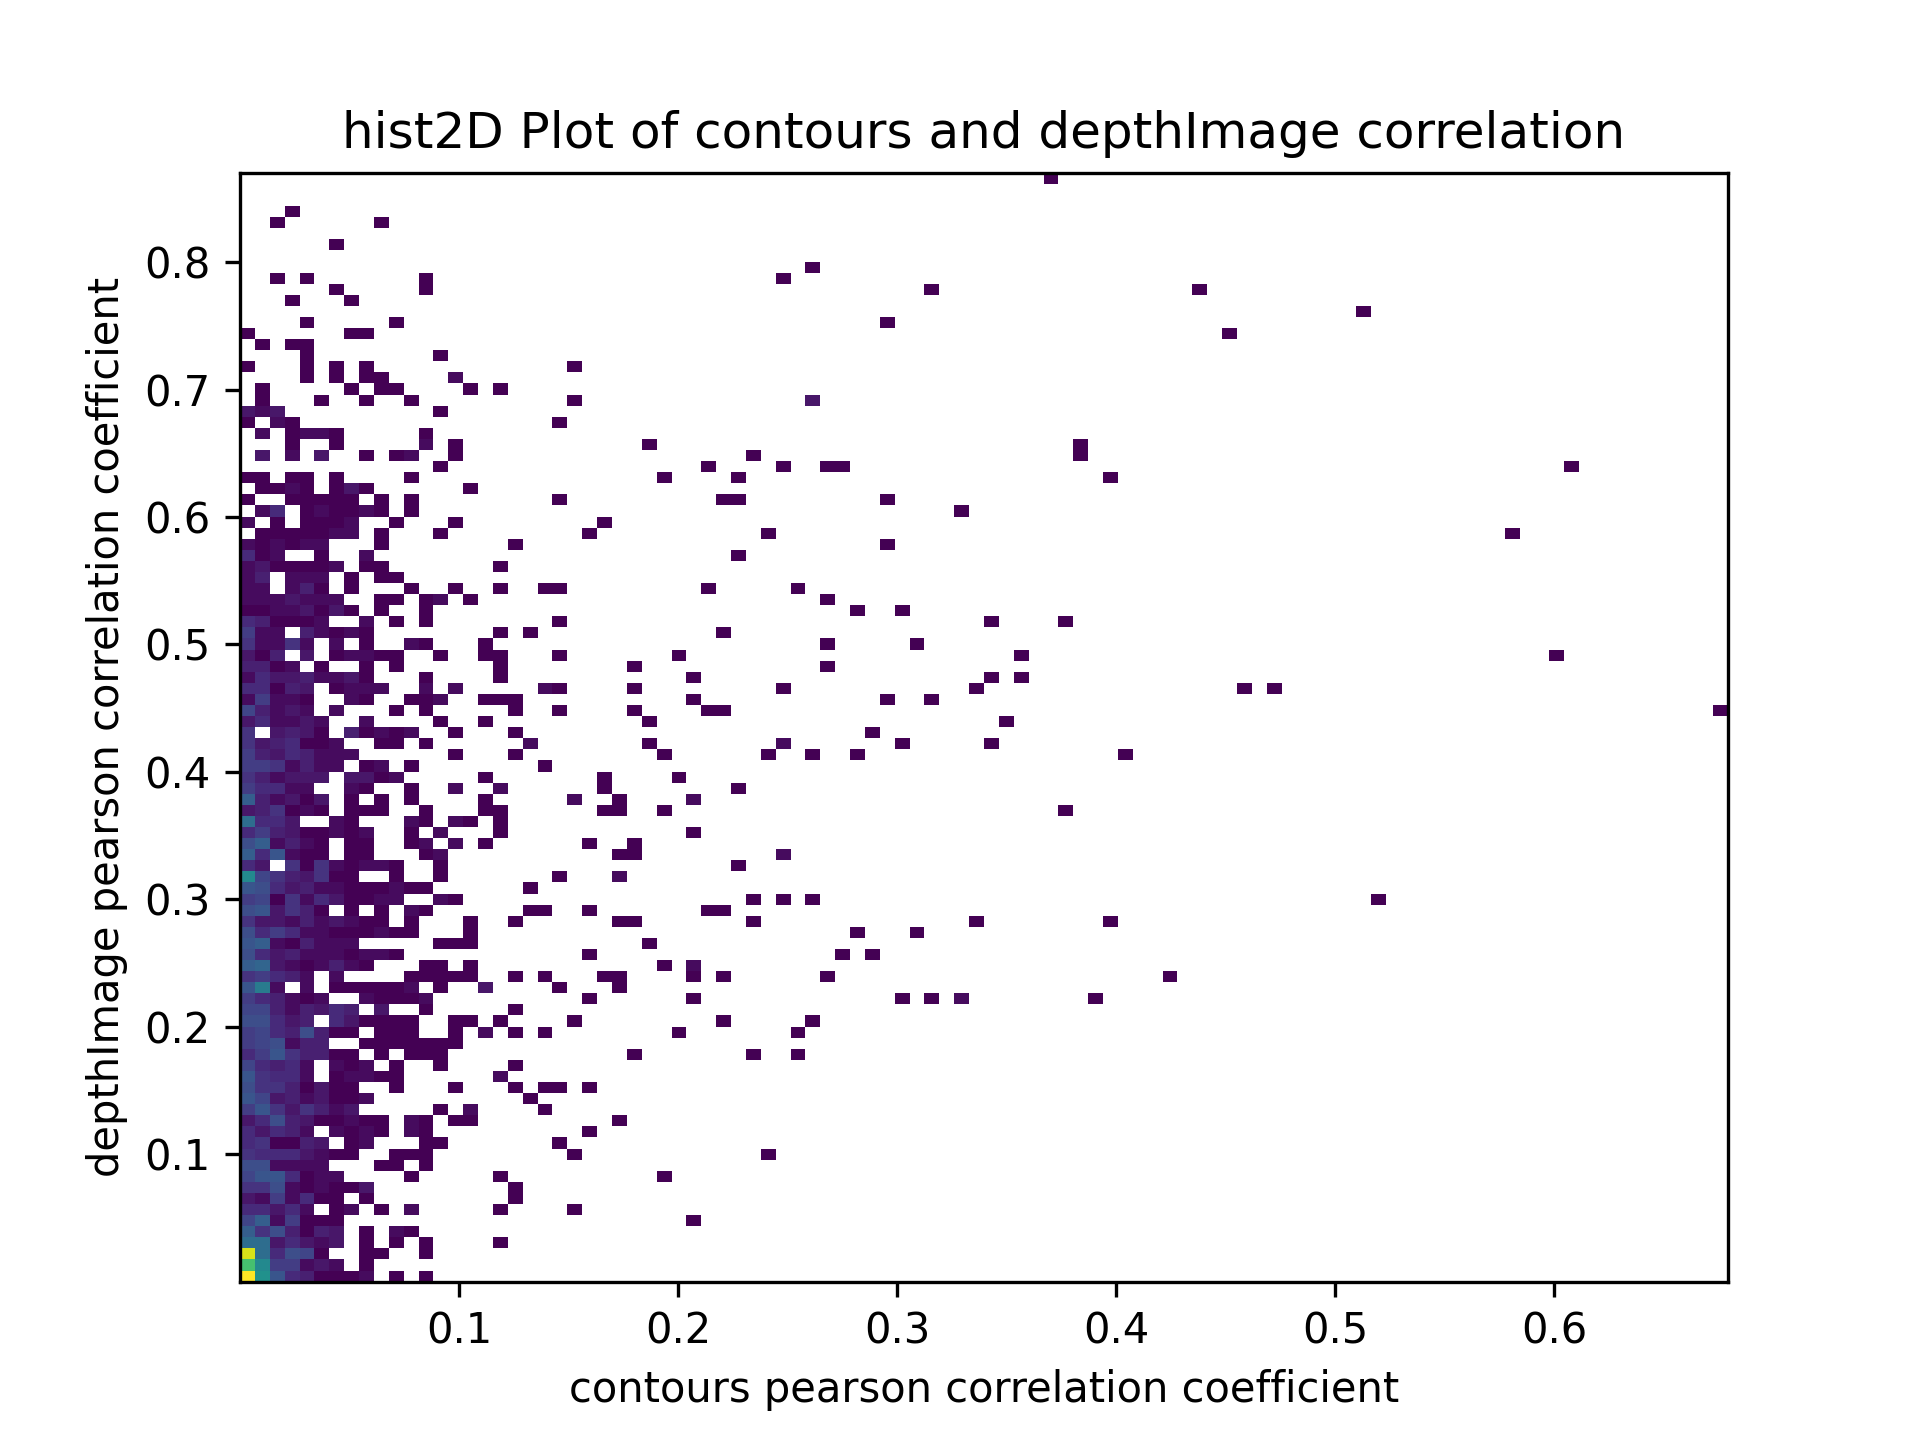 hist2D Plot of contours and depthImage correlation
depthImage pearson correlation coefficient
0.8
0.7
0.6
0.5
0.4
0.3
0.2
0.1
0.1 0.2 0.3 0.4 0.5 0.6
contours pearson correlation coefficient